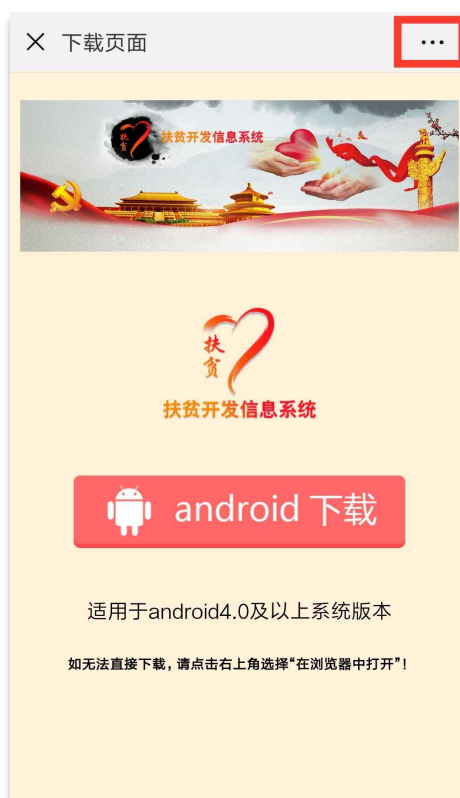 下载页面
扶贫
扶贫开发信息系统
扶贫
扶贫开发信息系统
android 下载
适用于android4.0及以上系统版本
如无法直接下载，请点击右上角选择“在浏览器中打开”！